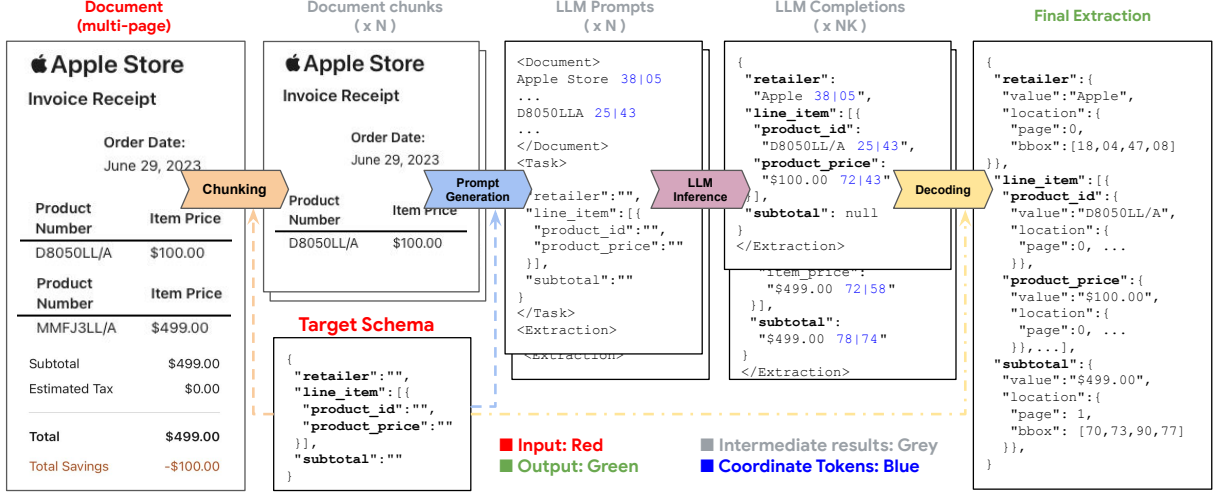 Document
(multi-page)
Apple Store
Invoice Receipt
Order Date:
June 29, 2023
Product
Number
Item Price
D8050LL/A
$100.00
Product
Number
Item Price
MMFJ3LL/A
$499.00
Subtotal
$499.00
Estimated Tax
$0.00
Total
$499.00
Total Savings
-$100.00
Chunking
Document chunks
( x N )
Apple Store
Invoice Receipt
Order Date:
June 29, 2023
Product
Number
Item Price
D8050LL/A
$100.00
Target Schema
{
"retailer":"",
"line_item":[{
"product_id":"",
"product_price":""
}],
"subtotal":""
}
Prompt
Generation
LLM Prompts
( x N )
<Document>
Apple Store 38|05
...
D8050LLA 25|43
...
</Document>
<Task>
retailer":"",
"line_item":[{
"product_id":"",
"product_price":""
}],
"subtotal":""
}
</Task>
<Extraction>
<Extraction>
LLM
Inference
LLM Completions
( x NK )
{
"retailer":
"Apple 38|05",
"line_item":[{
"product_id":
"D8050LL/A 25|43",
"product_price":
"$100.00 72|43"
}],
"subtotal": null
}
</Extraction>
"item_price":
"$499.00 72|58"
}],
"subtotal":
"$499.00 78|74"
}
</Extraction>
Decoding
Final Extraction
{
"retailer":{
"value":"Apple",
"location":{
"page":0,
"bbox":[18,04,47,08]
}},
"line_item":[{
"product_id":{
"value":"D8050LL/A",
"location":{
"page":0, ...
}},
"product_price":{
"value":"$100.00",
"location":{
"page":0, ...
}},...],
"subtotal":{
"value":"$499.00",
"location":{
"page": 1,
"bbox": [70,73,90,77]
}},
}
Input: Red
Output: Green
Intermediate results: Grey
Coordinate Tokens: Blue